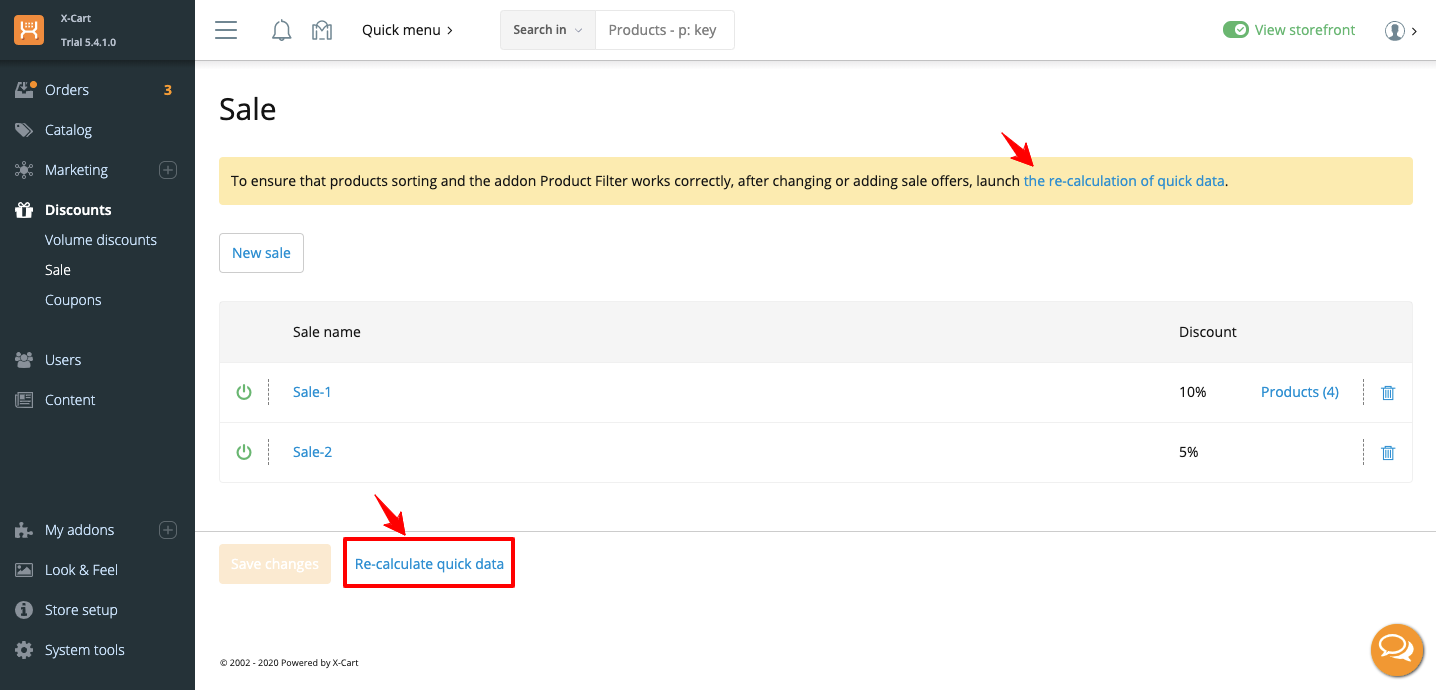 X-Cart
Trial 5.4.1.0
Quick menu
Search in
Products - p: key
View storefront
Orders 3
Catalog
Marketing
Discounts
Volume discounts
Sale
Coupons
Users
Content
My addons
Look & Feel
Store setup
System tools
Sale
To ensure that products sorting and the addon Product Filter works correctly, after changing or adding sale offers, launch the re-calculation of quick data.
New sale
Sale name Discount
Sale-1 10% Products (4)
Sale-2 5%
Save changes Re-calculate quick data
© 2002 - 2020 Powered by X-Cart